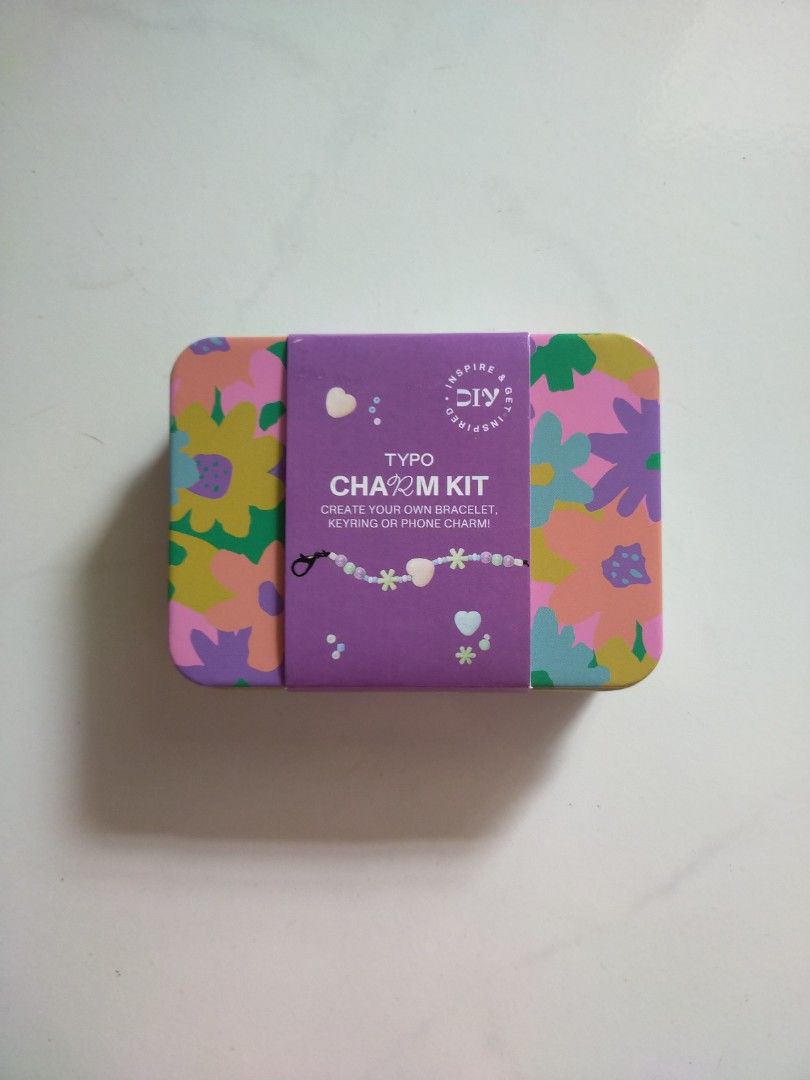 INSPIRE & GET INSPIRED •
DIY
TYPO
CHARM KIT
CREATE YOUR OWN BRACELET,
KEYRING OR PHONE CHARM!